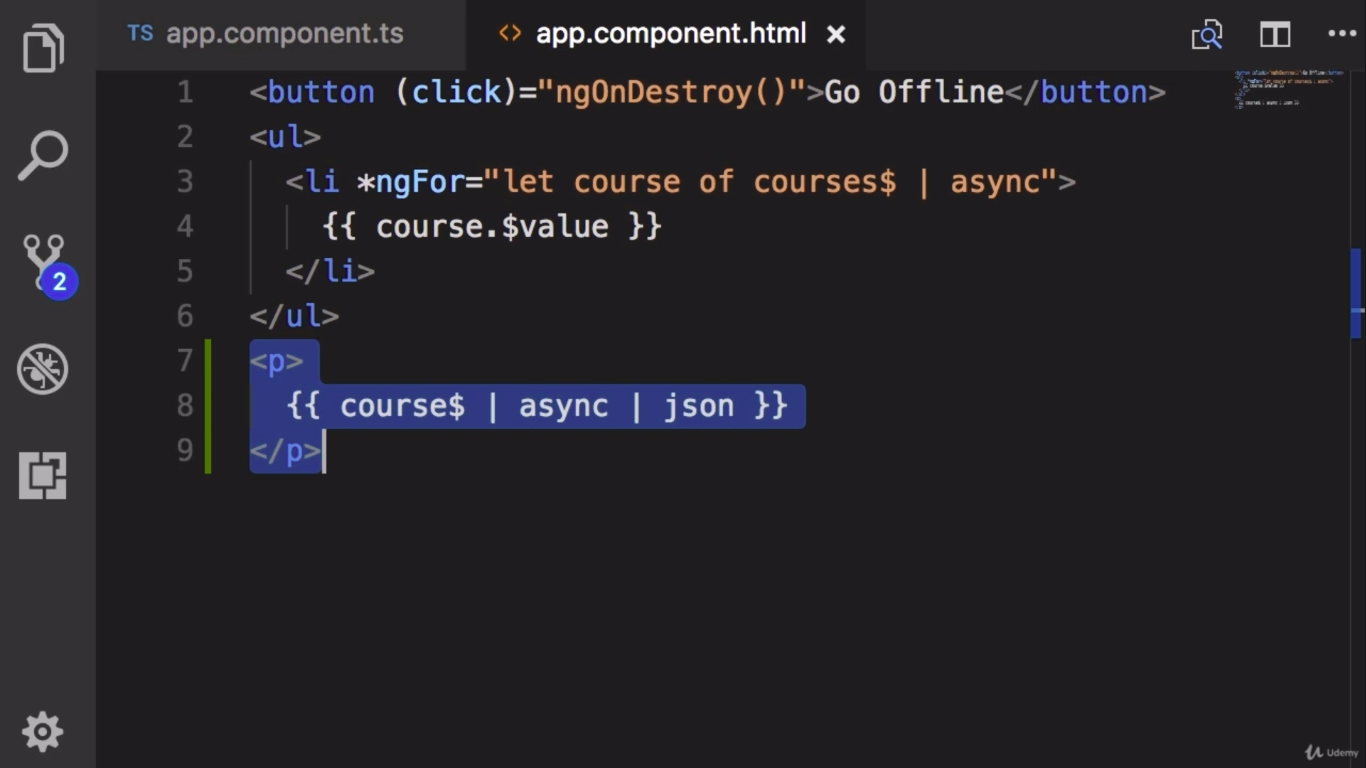 TS app.component.ts <> app.component.html
1 <button (click)="ngOnDestroy()">Go Offline</button>
2 <ul>
3 <li *ngFor="let course of courses$ | async">
4 {{ course.$value }}
5 </li>
6 </ul>
7 <p>
8 {{ course$ | async | json }}
9 </p>
2
Udemy